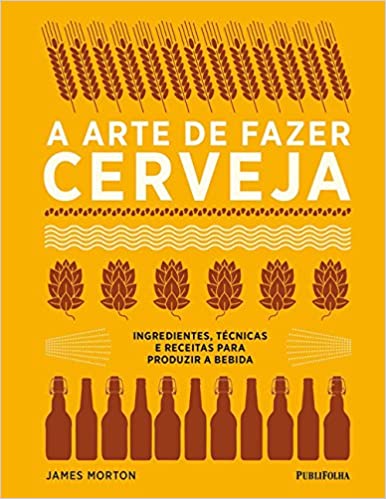 A ARTE DE FAZER
CERVEJA
INGREDIENTES, TÉCNICAS
E RECEITAS PARA
PRODUZIR A BEBIDA
JAMES MORTON
PUBLIFOLHA